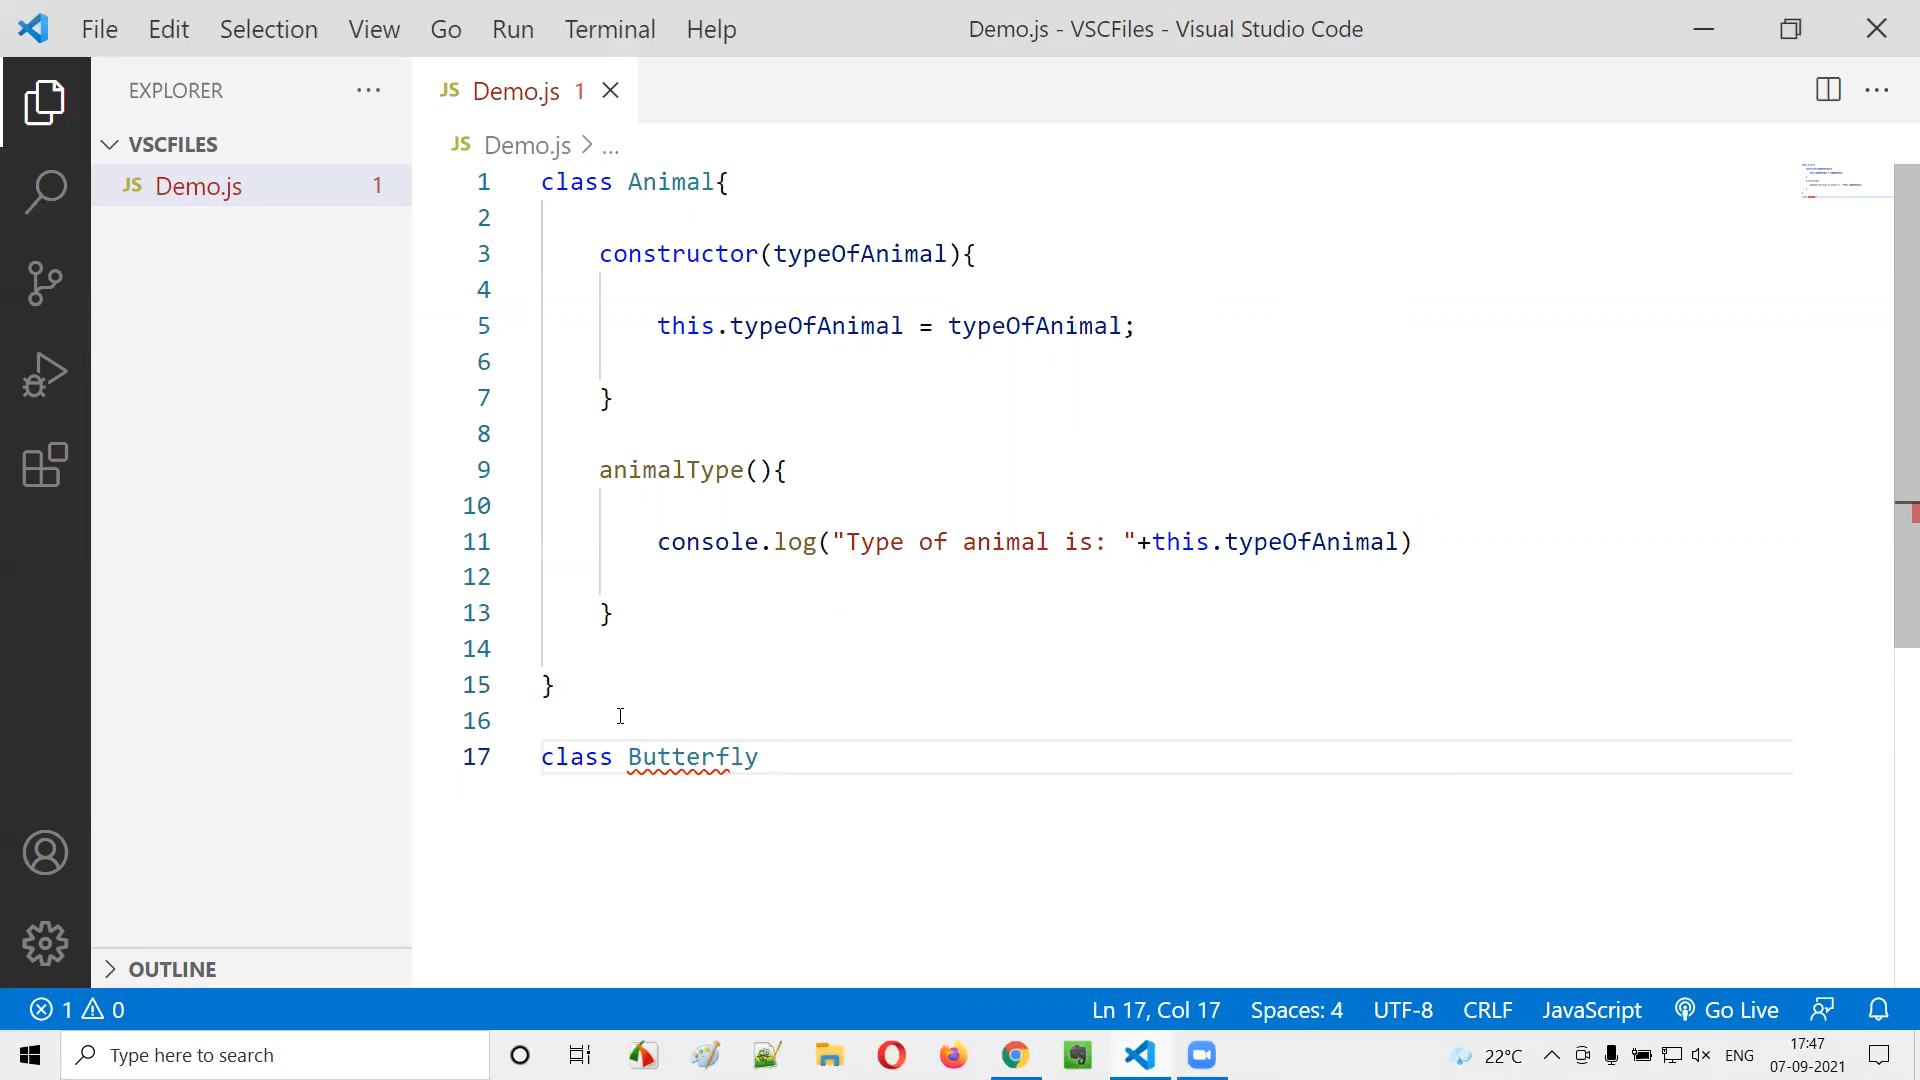 File Edit Selection View Go Run Terminal Help Demo.js - VSCFiles - Visual Studio Code
EXPLORER
VSCFILES
JS Demo.js 1
JS Demo.js 1
JS Demo.js > ...
1 class Animal{
2
3 constructor(typeOfAnimal){
4
5 this.typeOfAnimal = typeOfAnimal;
6
7 }
8
9 animalType(){
10
11 console.log("Type of animal is: "+this.typeOfAnimal)
12
13 }
14
15 }
16
17 class Butterfly
OUTLINE
1 0 Ln 17, Col 17 Spaces: 4 UTF-8 CRLF JavaScript Go Live
Type here to search 22°C ENG 17:47
07-09-2021